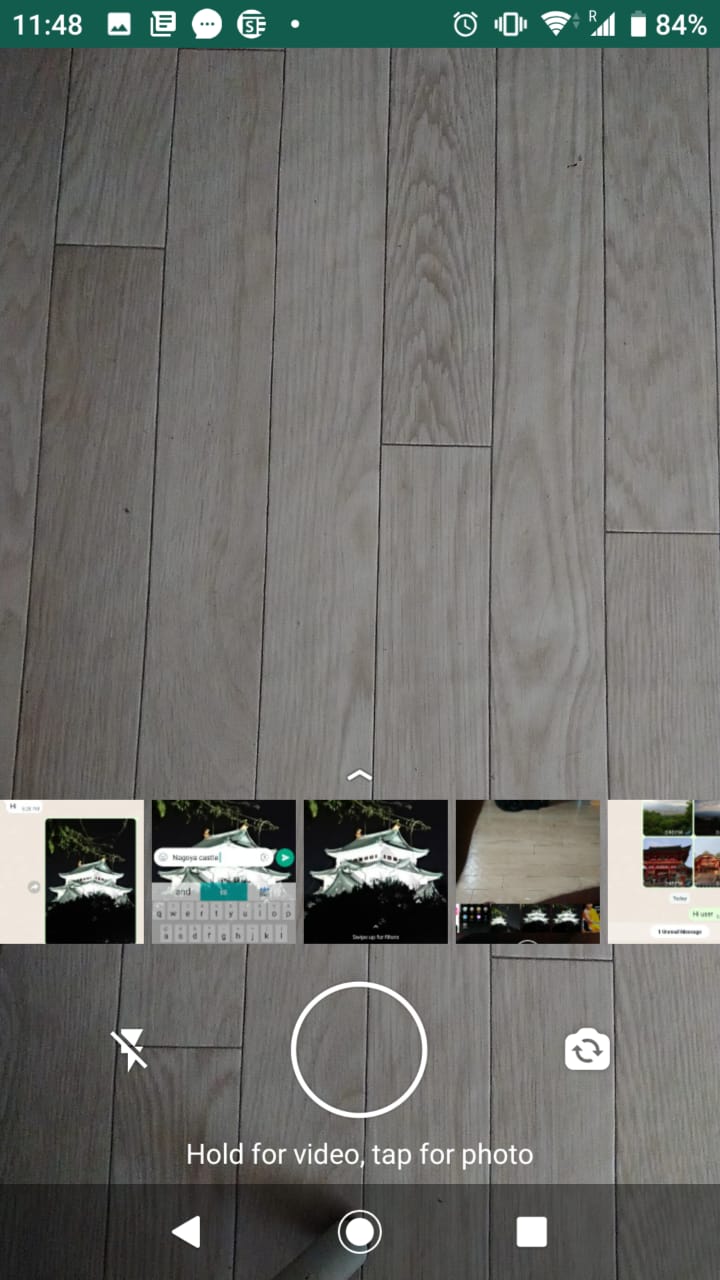 11:48
R
84%
Hi
Nagoya castle
and
is
q w e r t y u i o p
a s d f g h j k l
Swipe up for filters
Today
Hi user
1 Unread Message
Hold for video, tap for photo